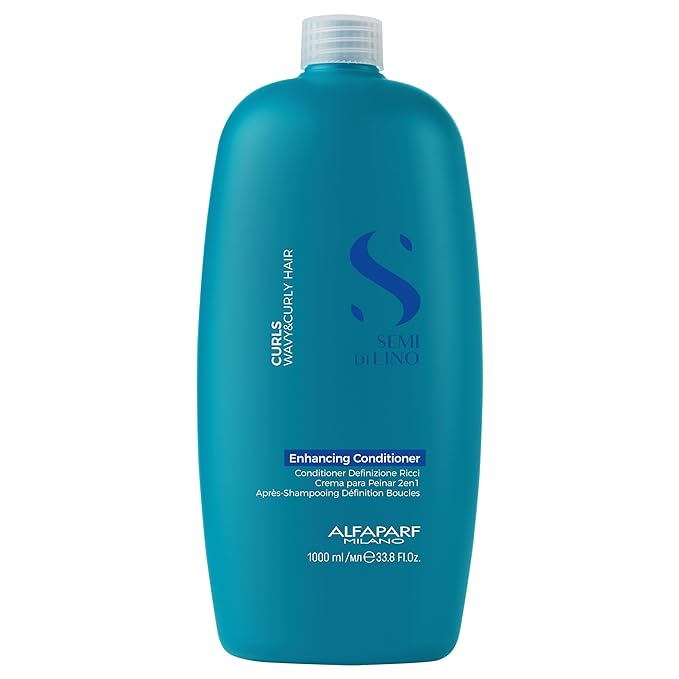 CURLS
WAVY&CURLY HAIR
SEMI
DI LINO
Enhancing Conditioner
Conditioner Definizione Ricci
Crema para Peinar 2en1
Après-Shampooing Définition Boucles
ALFAPARF
MILANO
1000 ml/мл℮33.8 Fl.Oz.